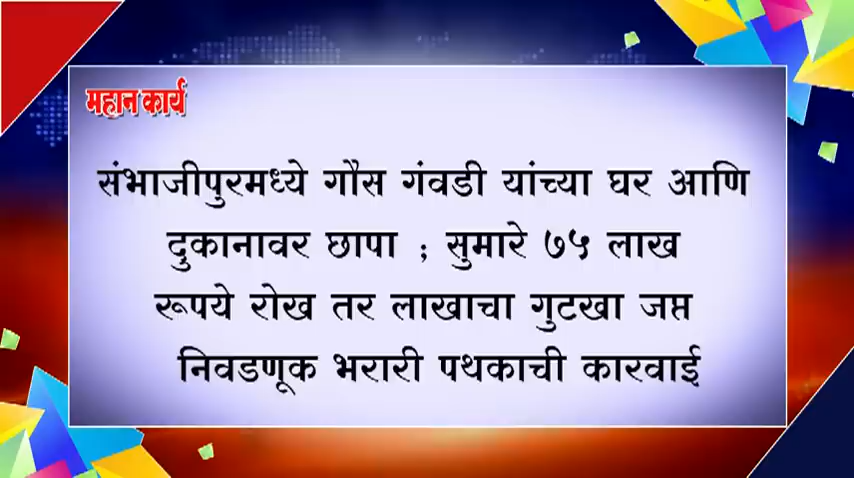 महान कार्य
संभाजीपुरमध्ये गौस गंवडी यांच्या घर आणि
दुकानावर छापा ; सुमारे ७५ लाख
रूपये रोख तर लाखाचा गुटखा जप्त
निवडणूक भरारी पथकाची कारवाई